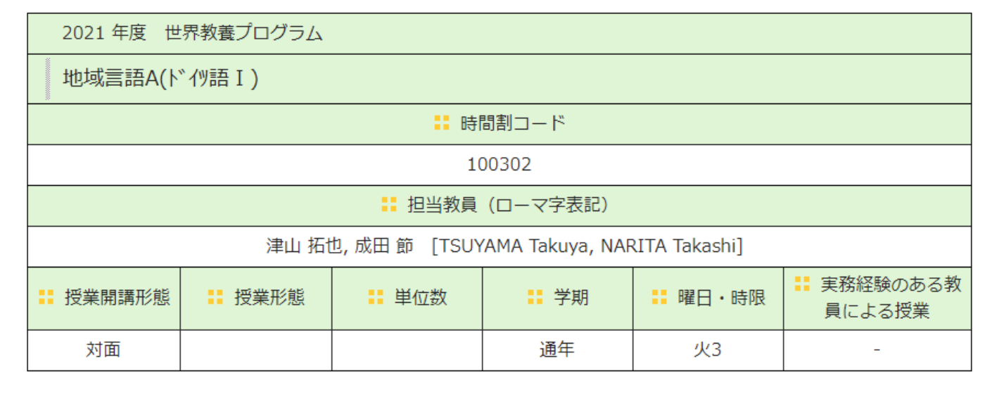 2021 年度　世界教養プログラム
地域言語A(ﾄﾞｲﾂ語Ⅰ)
時間割コード
100302
担当教員（ローマ字表記）
津山 拓也, 成田 節　[TSUYAMA Takuya, NARITA Takashi]
授業開講形態 授業形態 単位数 学期 曜日・時限 実務経験のある教
員による授業
対面 通年 火3 -